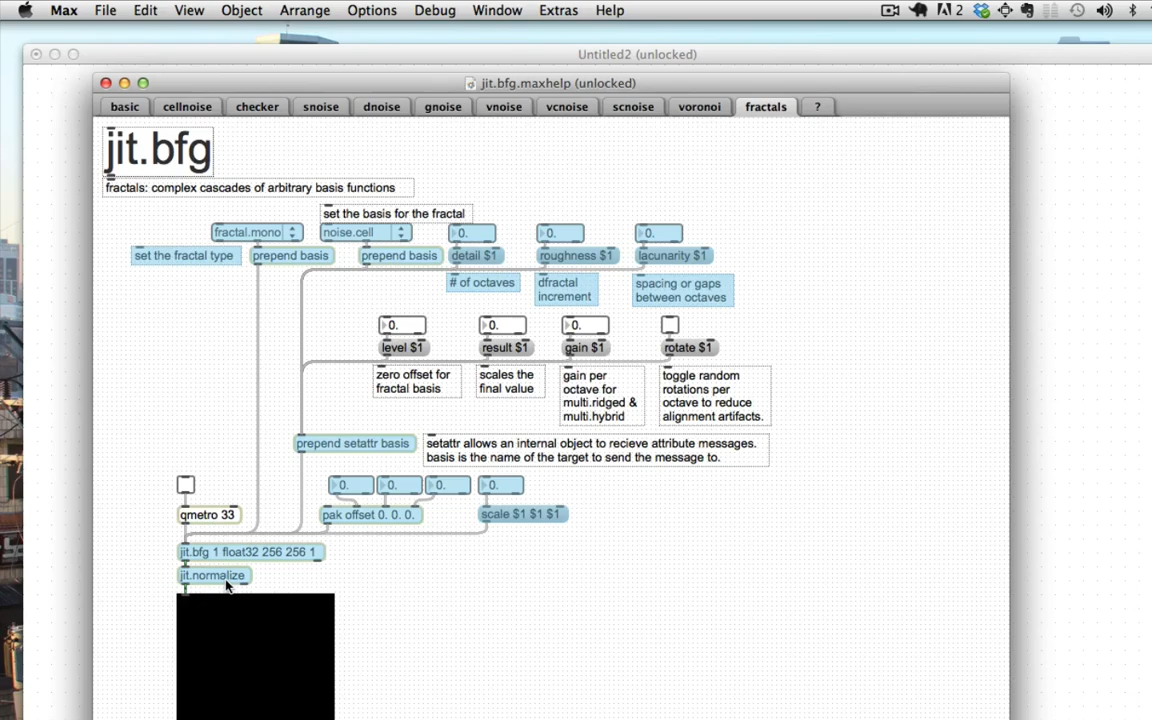 Max File Edit View Object Arrange Options Debug Window Extras Help 2
Untitled2 (unlocked)
jit.bfg.maxhelp (unlocked)
basic cellnoise checker snoise dnoise gnoise vnoise vcnoise scnoise voronoi fractals ?
jit.bfg
fractals: complex cascades of arbitrary basis functions
set the basis for the fractal
fractal.mono noise.cell 0. 0. 0.
set the fractal type prepend basis prepend basis detail $1 roughness $1 lacunarity $1
# of octaves
dfractal
increment
spacing or gaps
between octaves
0. 0. 0.
level $1 result $1 gain $1 rotate $1
zero offset for
fractal basis
scales the
final value
gain per
octave for
multi.ridged &
multi.hybrid
toggle random
rotations per
octave to reduce
alignment artifacts.
prepend setattr basis
setattr allows an internal object to recieve attribute messages.
basis is the name of the target to send the message to.
0. 0. 0. 0.
qmetro 33 pak offset 0. 0. 0. scale $1 $1 $1
jit.bfg 1 float32 256 256 1
jit.normalize